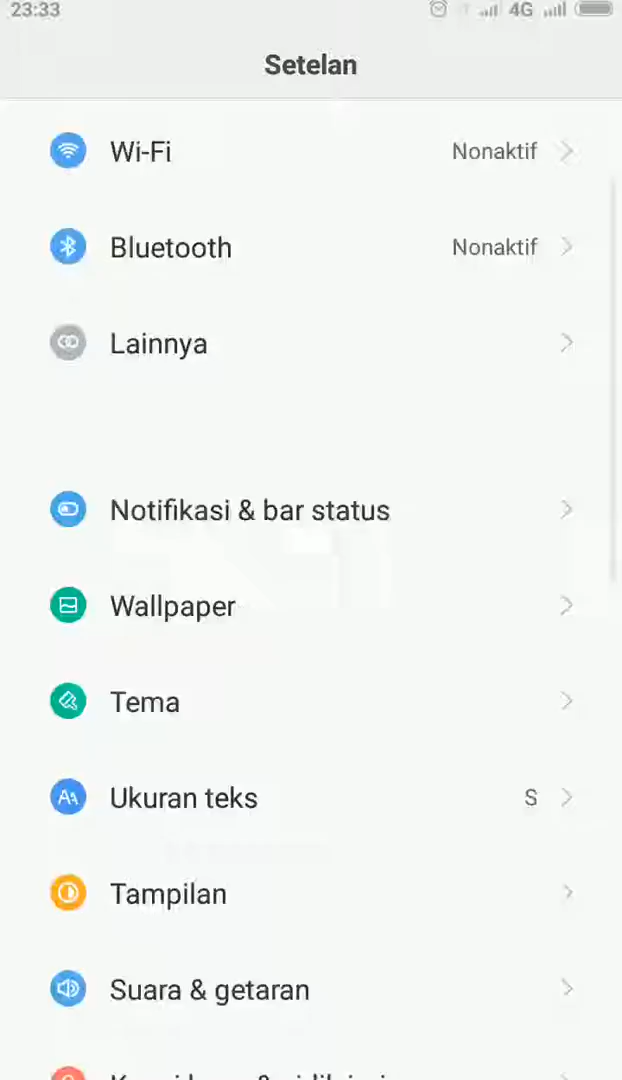 23:33 4G
Setelan
Wi-Fi Nonaktif
Bluetooth Nonaktif
Lainnya
Notifikasi & bar status
Wallpaper
Tema
Ukuran teks S
Tampilan
Suara & getaran